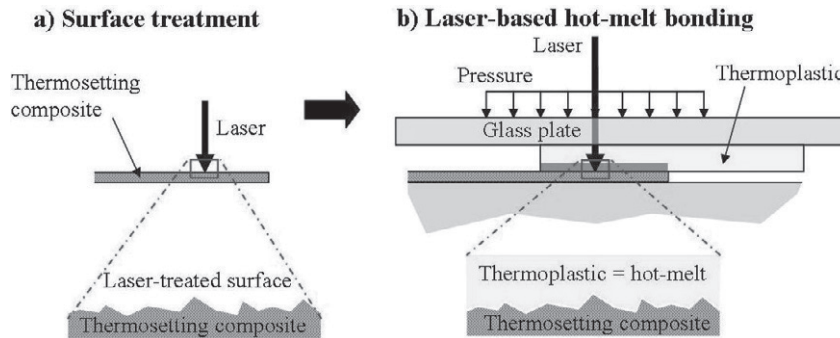 a) Surface treatment
Thermosetting
composite
Laser
Laser-treated surface
Thermosetting composite
b) Laser-based hot-melt bonding
Laser
Pressure
Thermoplastic
Glass plate
Thermoplastic = hot-melt
Thermosetting composite